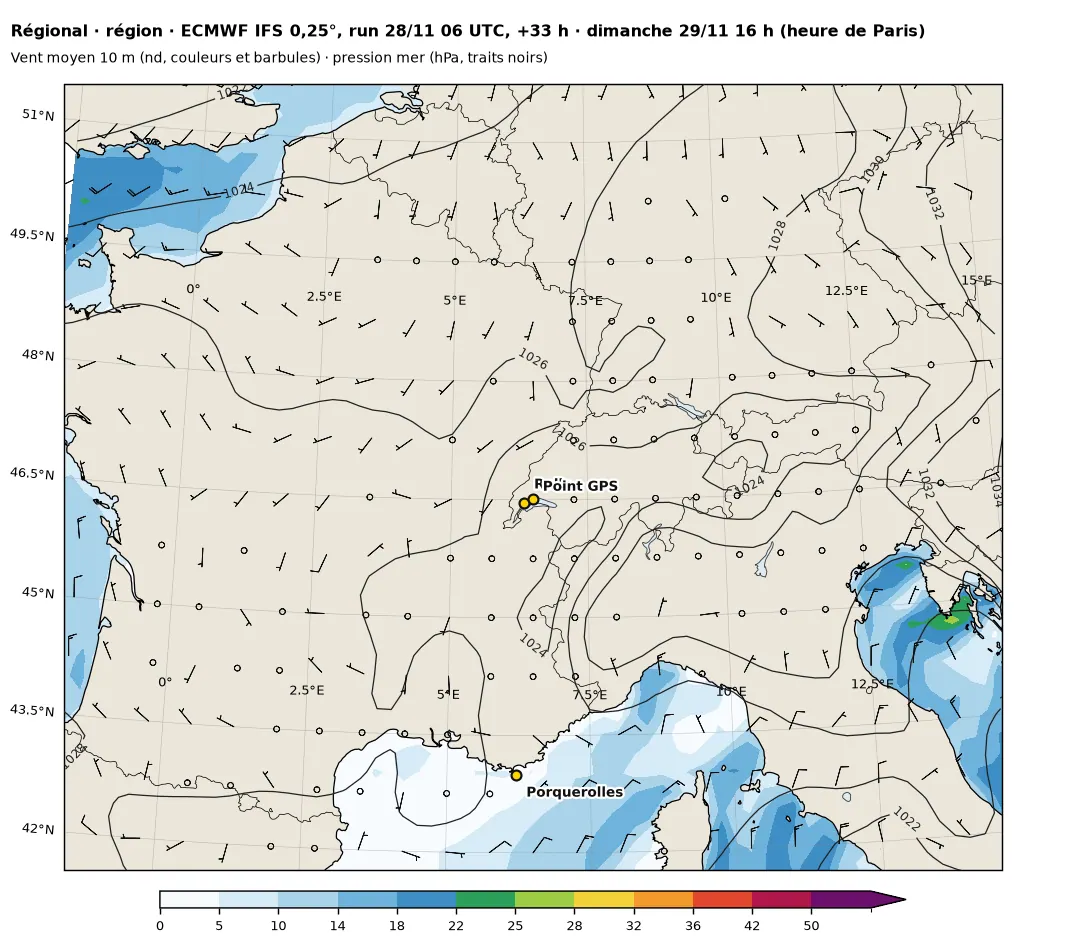 Régional · région · ECMWF IFS 0,25°, run 28/11 06 UTC, +33 h · dimanche 29/11 16 h (heure de Paris)
Vent moyen 10 m (nd, couleurs et barbules) · pression mer (hPa, traits noirs)
51°N
1030
1024
1032
49.5°N
1028
0°
2.5°E
5°E
7.5°E
10°E
12.5°E
15°E
48°N
1026
1026
46.5°N
Point GPS
1024
1032
1034
45°N
1024
0°
2.5°E
5°E
7.5°E
10°E
12.5°E
43.5°N
Porquerolles
1022
42°N
0 5 10 14 18 22 25 28 32 36 42 50